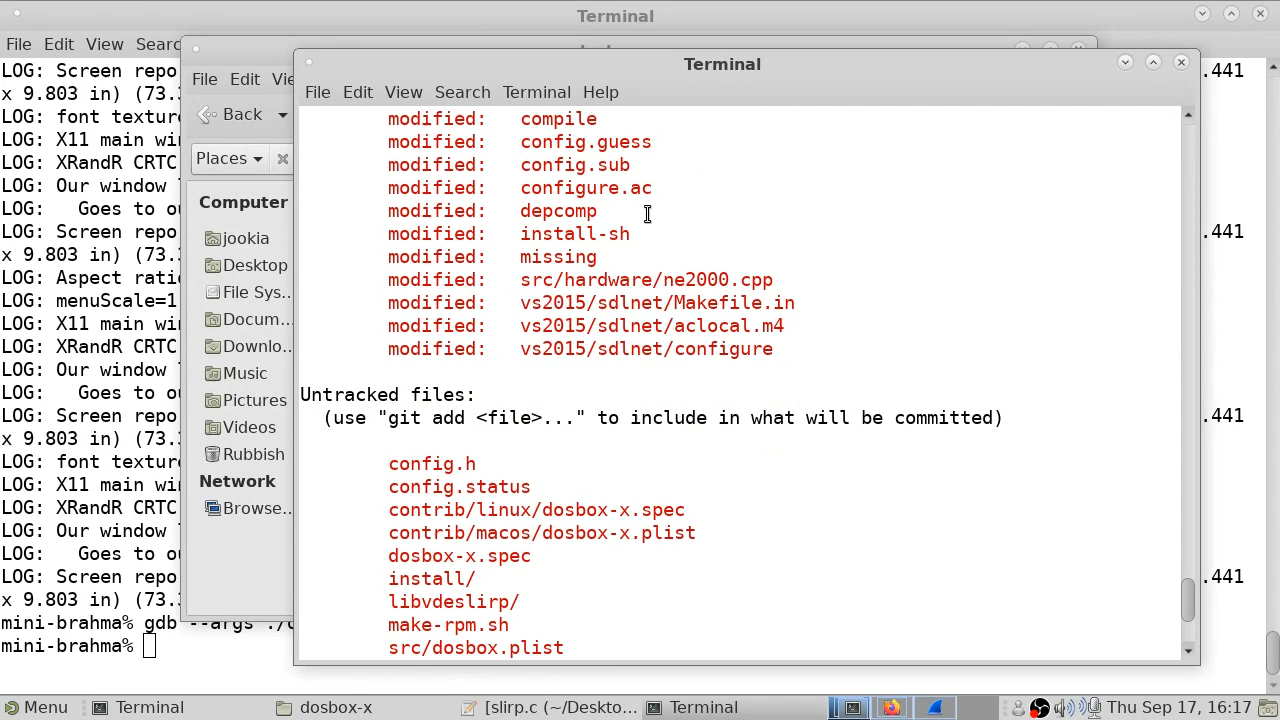 Terminal
File Edit View Searc
LOG: Screen repo
.441
x 9.803 in) (73.
LOG: font texture
LOG: X11 main win
LOG: XRandR CRTC
LOG: Our window
LOG:   Goes to ou
LOG: Screen repo
.441
x 9.803 in) (73.
LOG: Aspect ratio
LOG: menuScale=1
LOG: X11 main win
LOG: XRandR CRTC
LOG: Our window
LOG:   Goes to ou
LOG: Screen repo
.441
x 9.803 in) (73.
LOG: font texture
LOG: X11 main win
LOG: XRandR CRTC
LOG: Our window
LOG:   Goes to ou
LOG: Screen repo
.441
x 9.803 in) (73.
mini-brahma% gdb --args ./
mini-brahma%
File Edit Vie
Back
Places
Computer
jookia
Desktop
File Sys...
Docum...
Downlo...
Music
Pictures
Videos
Rubbish
Network
Browse...
Terminal
File Edit View Search Terminal Help
modified: compile
modified: config.guess
modified: config.sub
modified: configure.ac
modified: depcomp
modified: install-sh
modified: missing
modified: src/hardware/ne2000.cpp
modified: vs2015/sdlnet/Makefile.in
modified: vs2015/sdlnet/aclocal.m4
modified: vs2015/sdlnet/configure
Untracked files:
(use "git add <file>..." to include in what will be committed)
config.h
config.status
contrib/linux/dosbox-x.spec
contrib/macos/dosbox-x.plist
dosbox-x.spec
install/
libvdeslirp/
make-rpm.sh
src/dosbox.plist
Menu Terminal dosbox-x [slirp.c (~/Deskto... Terminal Thu Sep 17, 16:17